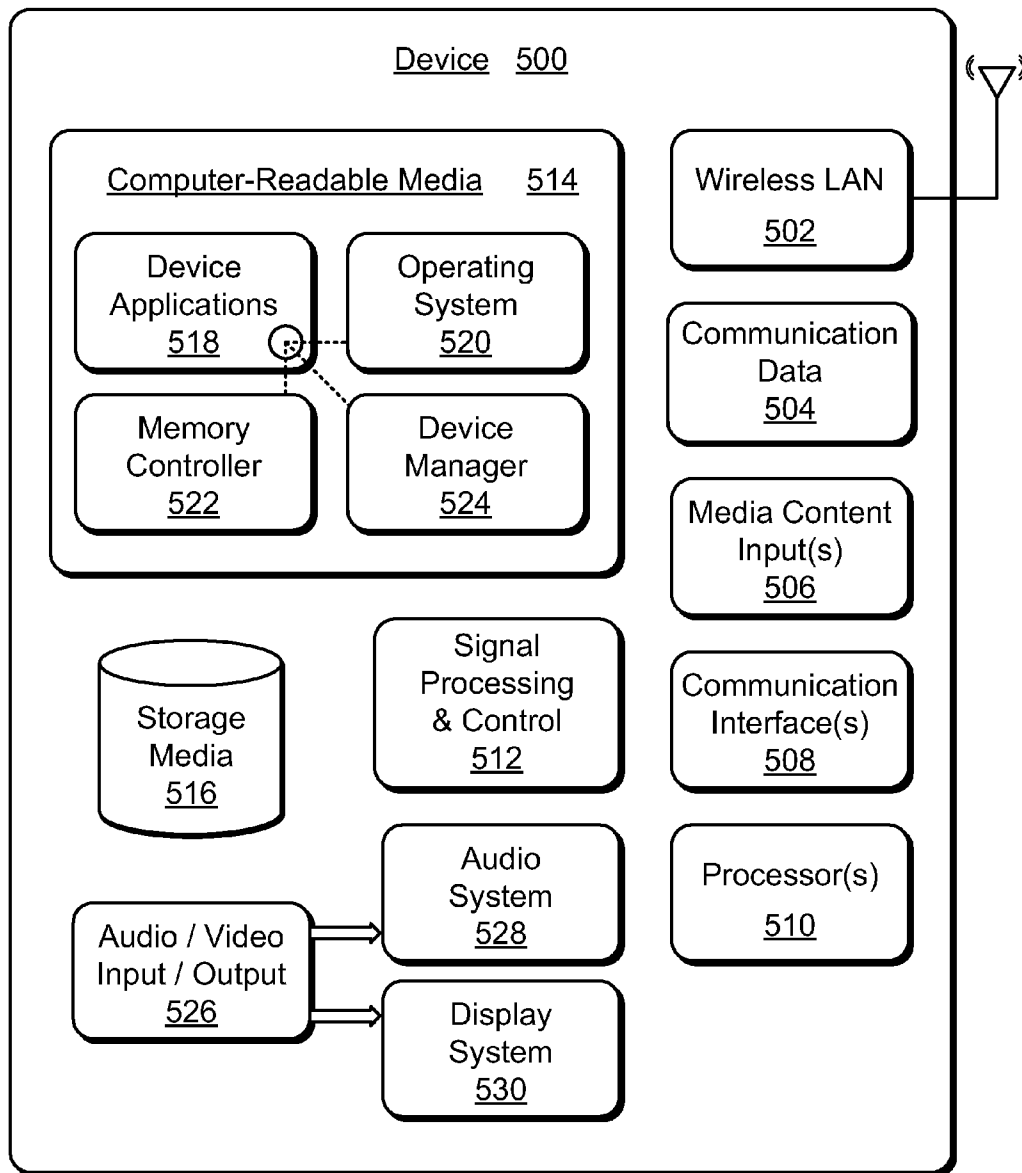 Device 500
Computer-Readable Media 514
Device
Applications
518
Operating
System
520
Memory
Controller
522
Device
Manager
524
Wireless LAN
502
Communication
Data
504
Media Content
Input(s)
506
Communication
Interface(s)
508
Processor(s)
510
Signal
Processing
& Control
512
Storage
Media
516
Audio / Video
Input / Output
526
Audio
System
528
Display
System
530